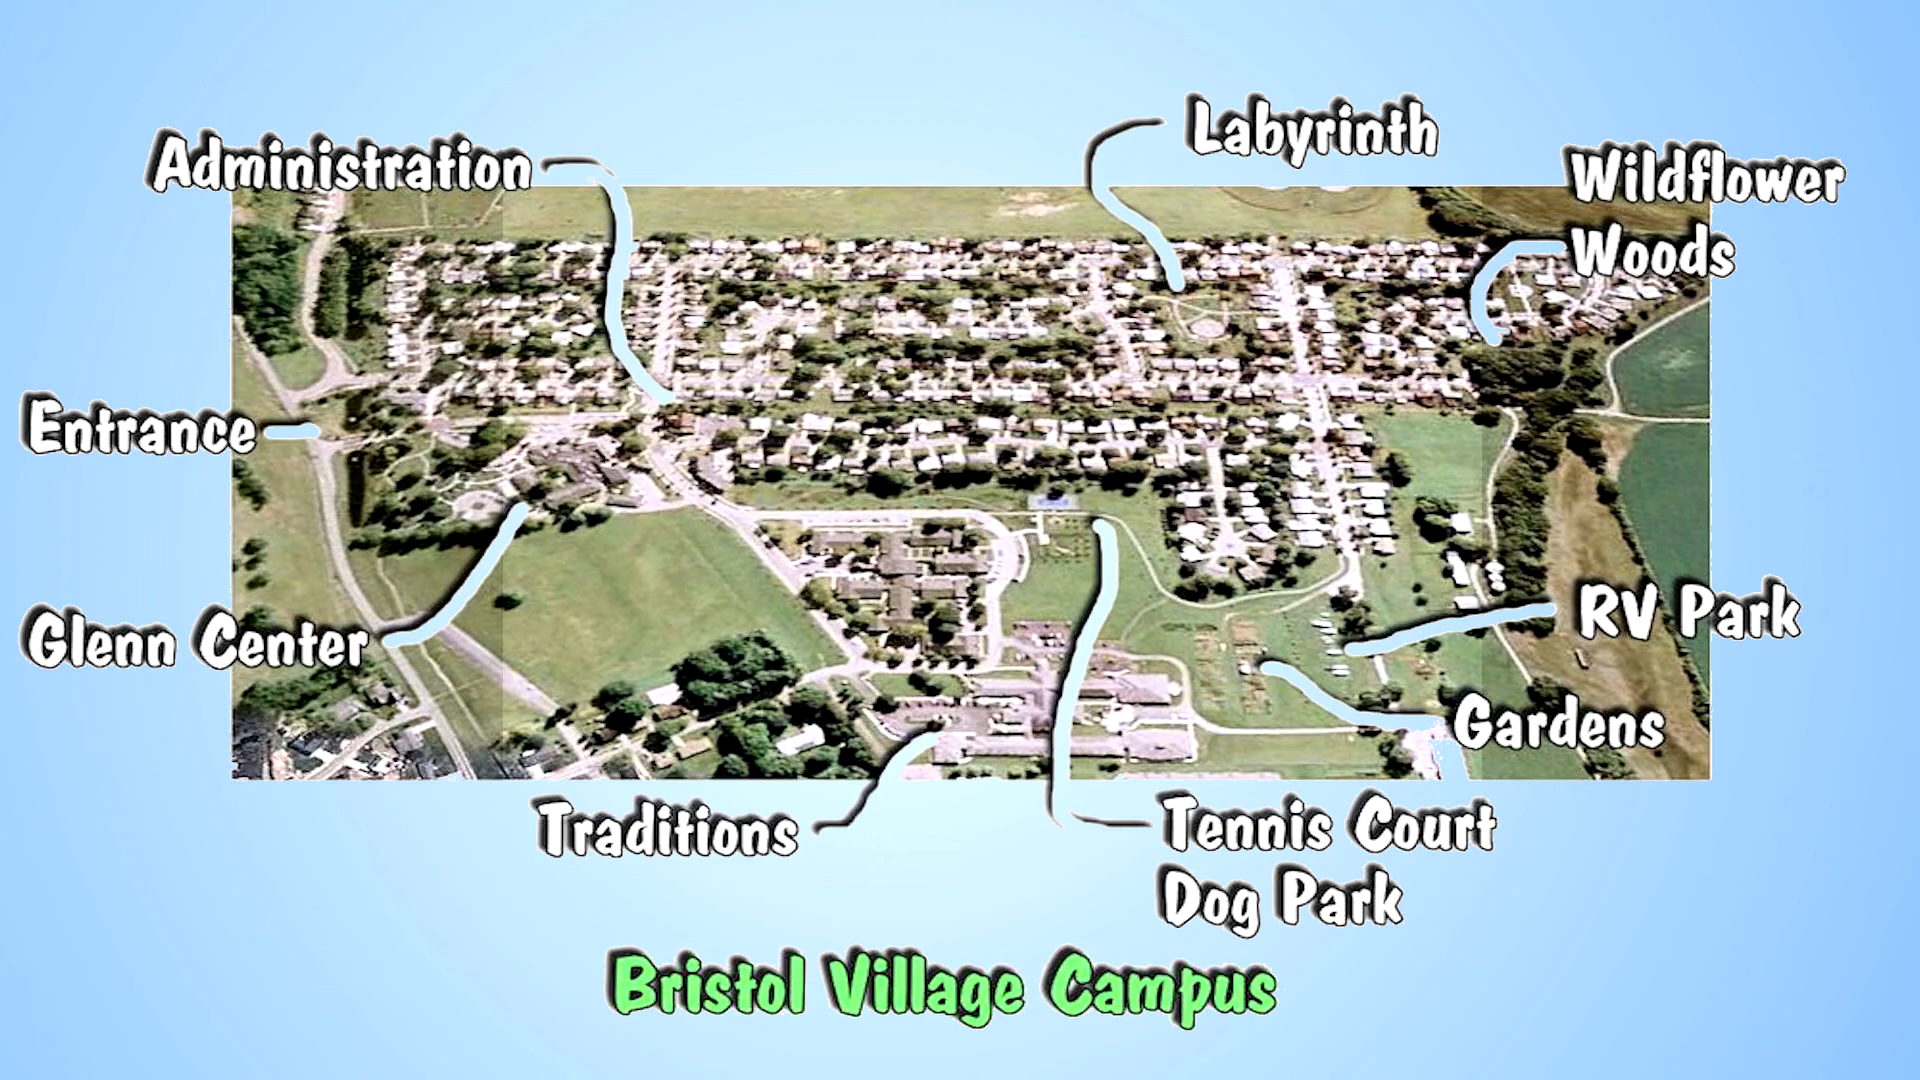 Labyrinth
Administration
Wildflower
Woods
Entrance
Glenn Center
RV Park
Gardens
Traditions
Tennis Court
Dog Park
Bristol Village Campus